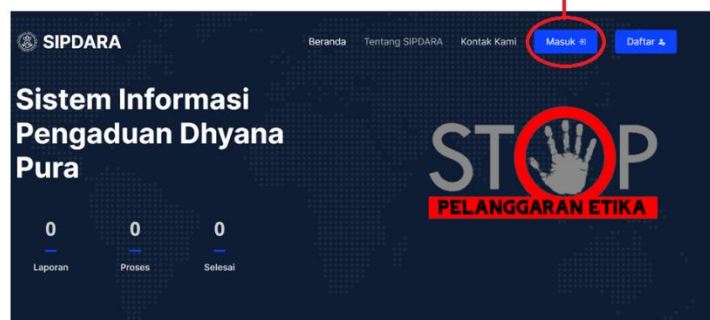 SIPDARA
Beranda
Tentang SIPDARA
Kontak Kami
Masuk
Daftar
Sistem Informasi
Pengaduan Dhyana
Pura
STOP
PELANGGARAN ETIKA
0 0 0
Laporan Proses Selesai